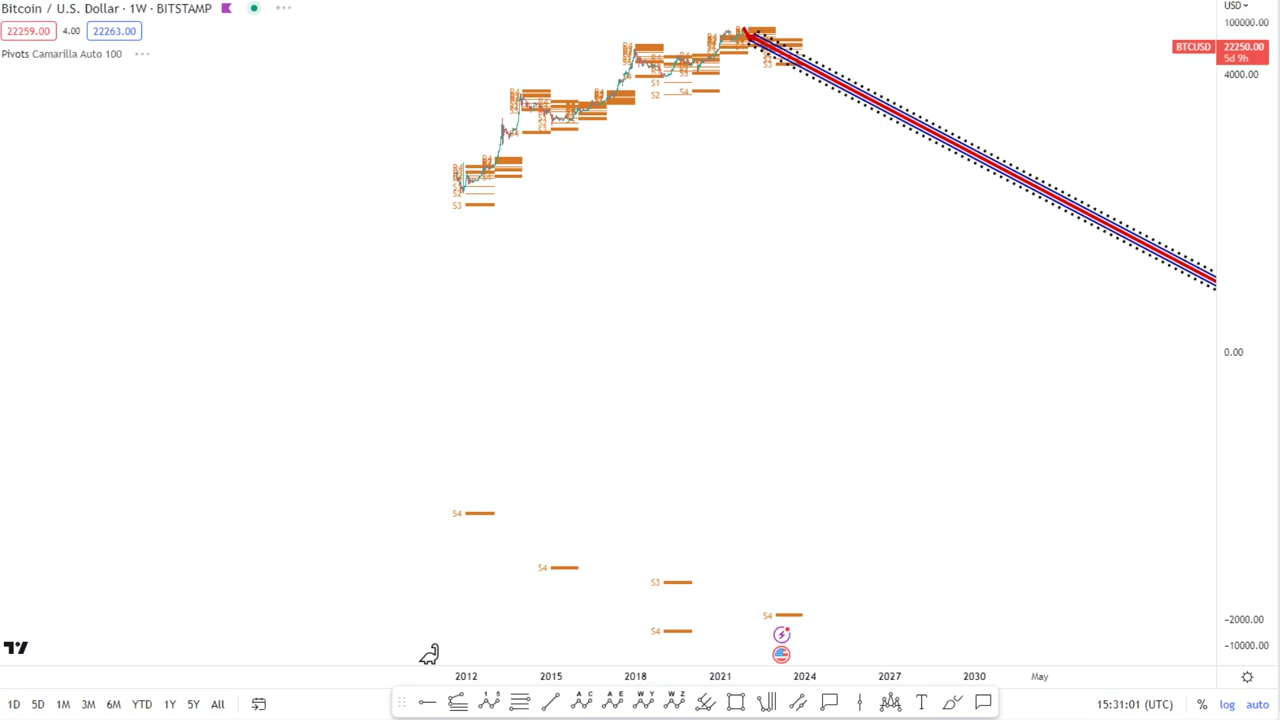 Bitcoin / U.S. Dollar · 1W · BITSTAMP
22259.00 4.00 22263.00
Pivots Camarilla Auto 100
USD
100000.00
BTCUSD 22250.00
5d 9h
4000.00
0.00
−2000.00
−10000.00
S1
S2
S4
S3
S4
S4
S3
S4
S4
2012 2015 2018 2021 2024 2027 2030 May
1D 5D 1M 3M 6M YTD 1Y 5Y All
1 5 A C A E W Y W Z T
15:31:01 (UTC) % log auto